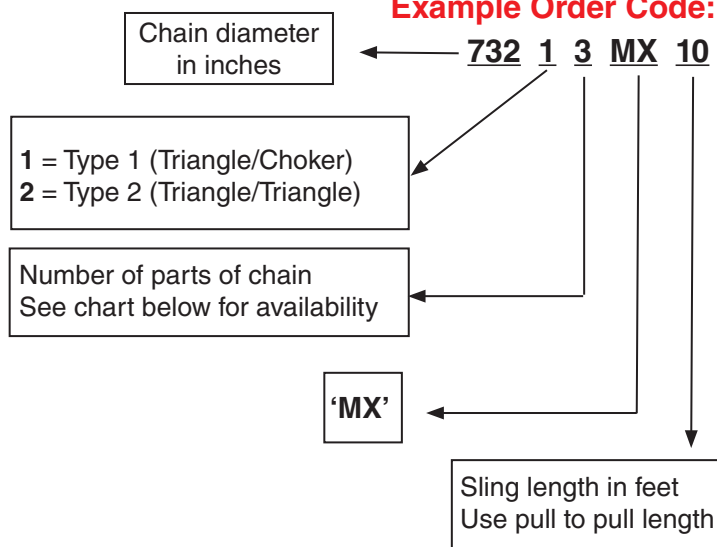 Example Order Code:
732 1 3 MX 10
Chain diameter
in inches
1 = Type 1 (Triangle/Choker)
2 = Type 2 (Triangle/Triangle)
Number of parts of chain
See chart below for availability
‘MX’
Sling length in feet
Use pull to pull length